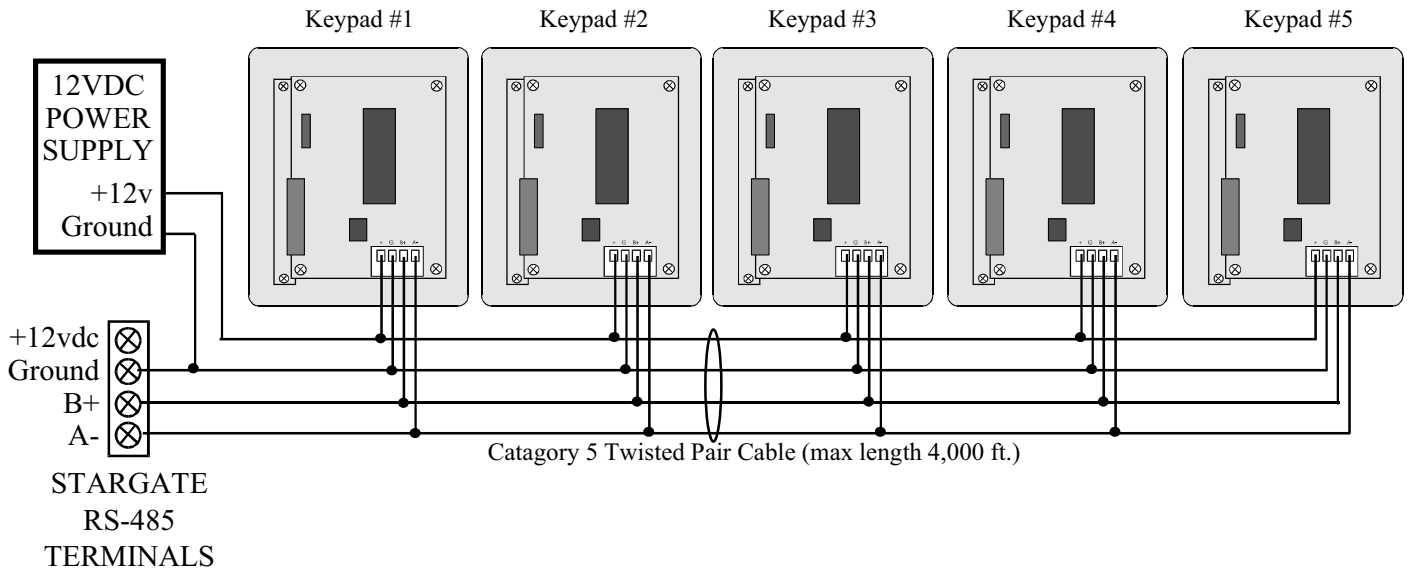 Keypad #1
Keypad #2
Keypad #3
Keypad #4
Keypad #5
12VDC
POWER
SUPPLY
+12v
Ground
+ G B+ A-
+ G B+ A-
+ G B+ A-
+ G B+ A-
+ G B+ A-
+12vdc
Ground
B+
A-
Catagory 5 Twisted Pair Cable (max length 4,000 ft.)
STARGATE
RS-485
TERMINALS